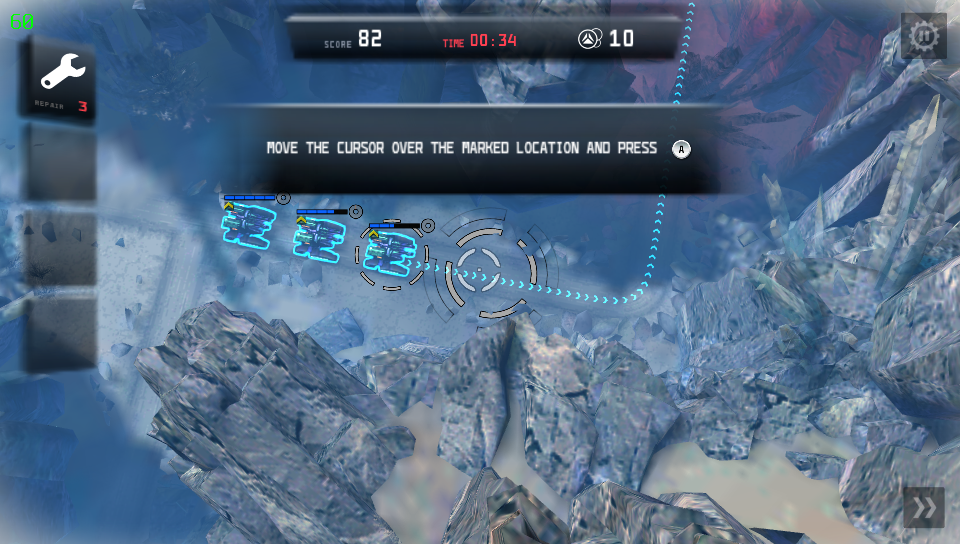 60
SCORE 82
TIME 00:34
10
REPAIR 3
MOVE THE CURSOR OVER THE MARKED LOCATION AND PRESS A